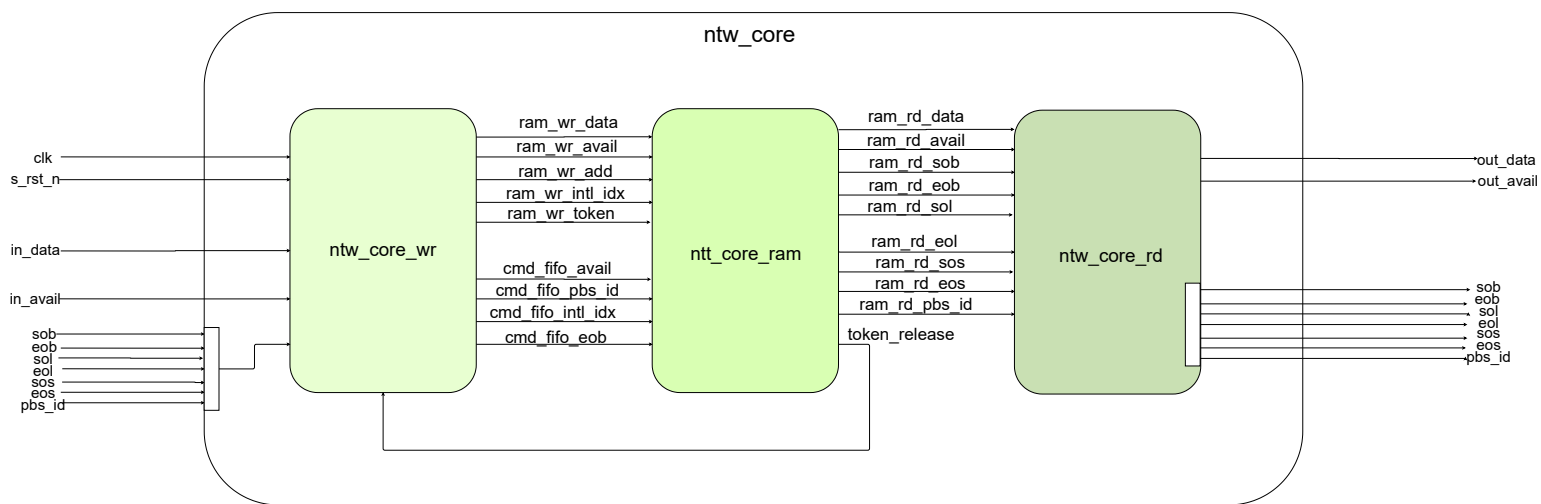 ntw_core
clk
s_rst_n
in_data
in_avail
sob
eob
sol
eol
sos
eos
pbs_id
ntw_core_wr
ram_wr_data
ram_wr_avail
ram_wr_add
ram_wr_intl_idx
ram_wr_token
cmd_fifo_avail
cmd_fifo_pbs_id
cmd_fifo_intl_idx
cmd_fifo_eob
ntt_core_ram
ram_rd_data
ram_rd_avail
ram_rd_sob
ram_rd_eob
ram_rd_sol
ram_rd_eol
ram_rd_sos
ram_rd_eos
ram_rd_pbs_id
token_release
ntw_core_rd
out_data
out_avail
sob
eob
sol
eol
sos
eos
pbs_id